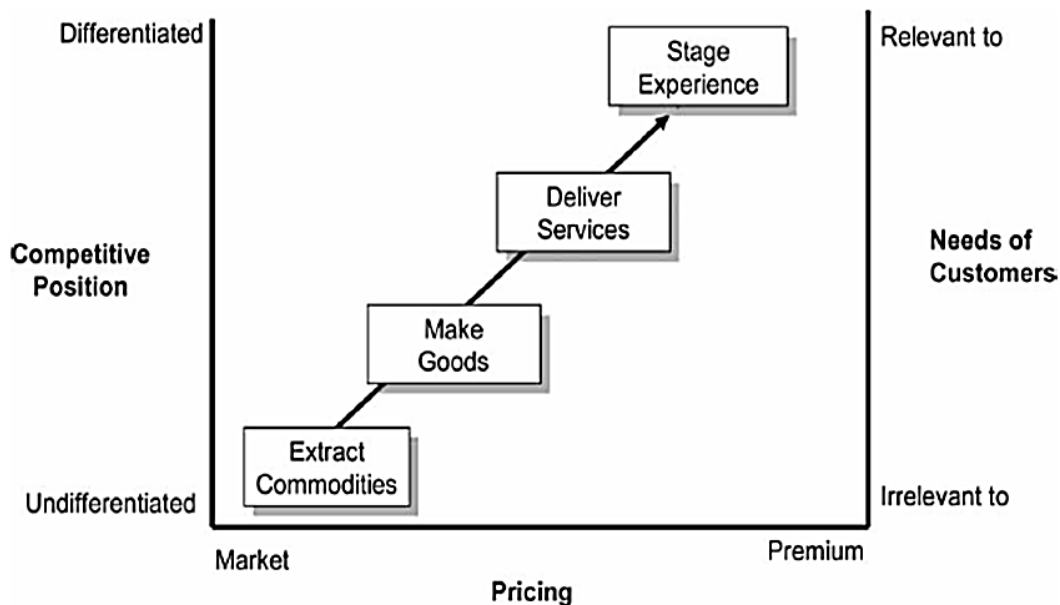 Differentiated
Stage
Experience
Relevant to
Deliver
Services
Competitive
Position
Needs of
Customers
Make
Goods
Extract
Commodities
Undifferentiated
Irrelevant to
Market
Premium
Pricing